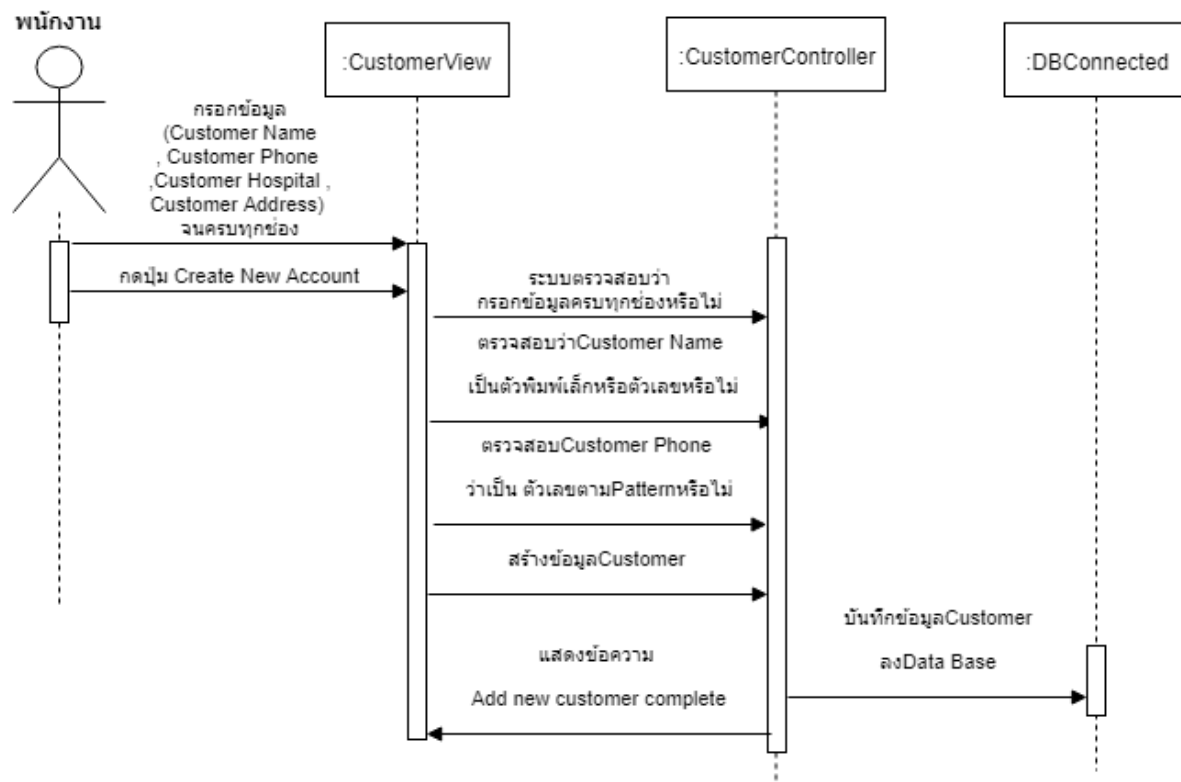 พนักงาน
:CustomerView
:CustomerController
:DBConnected
กรอกข้อมูล
(Customer Name
, Customer Phone
,Customer Hospital ,
Customer Address)
จนครบทุกช่อง
กดปุ่ม Create New Account
ระบบตรวจสอบว่า
กรอกข้อมูลครบทุกช่องหรือไม่
ตรวจสอบว่าCustomer Name
เป็นตัวพิมพ์เล็กหรือตัวเลขหรือไม่
ตรวจสอบCustomer Phone
ว่าเป็น ตัวเลขตามPatternหรือไม่
สร้างข้อมูลCustomer
บันทึกข้อมูลCustomer
ลงData Base
แสดงข้อความ
Add new customer complete